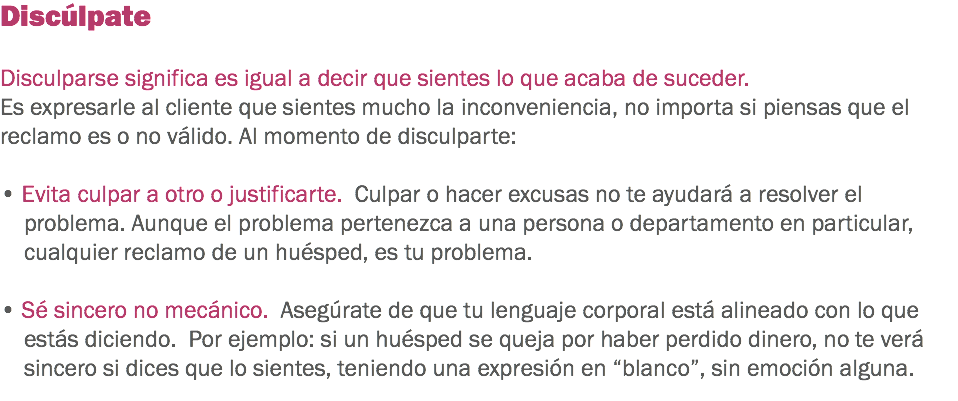 Discúlpate
Disculparse significa es igual a decir que sientes lo que acaba de suceder.
Es expresarle al cliente que sientes mucho la inconveniencia, no importa si piensas que el
reclamo es o no válido. Al momento de disculparte:
• Evita culpar a otro o justificarte.  Culpar o hacer excusas no te ayudará a resolver el
problema. Aunque el problema pertenezca a una persona o departamento en particular,
cualquier reclamo de un huésped, es tu problema.
• Sé sincero no mecánico.  Asegúrate de que tu lenguaje corporal está alineado con lo que
estás diciendo.  Por ejemplo: si un huésped se queja por haber perdido dinero, no te verá
sincero si dices que lo sientes, teniendo una expresión en “blanco”, sin emoción alguna.